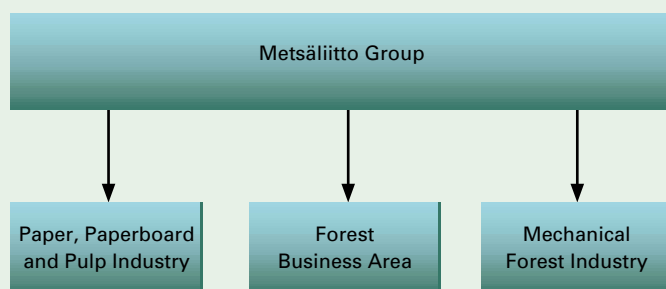 Metsäliitto Group
Paper, Paperboard
and Pulp Industry
Forest
Business Area
Mechanical
Forest Industry